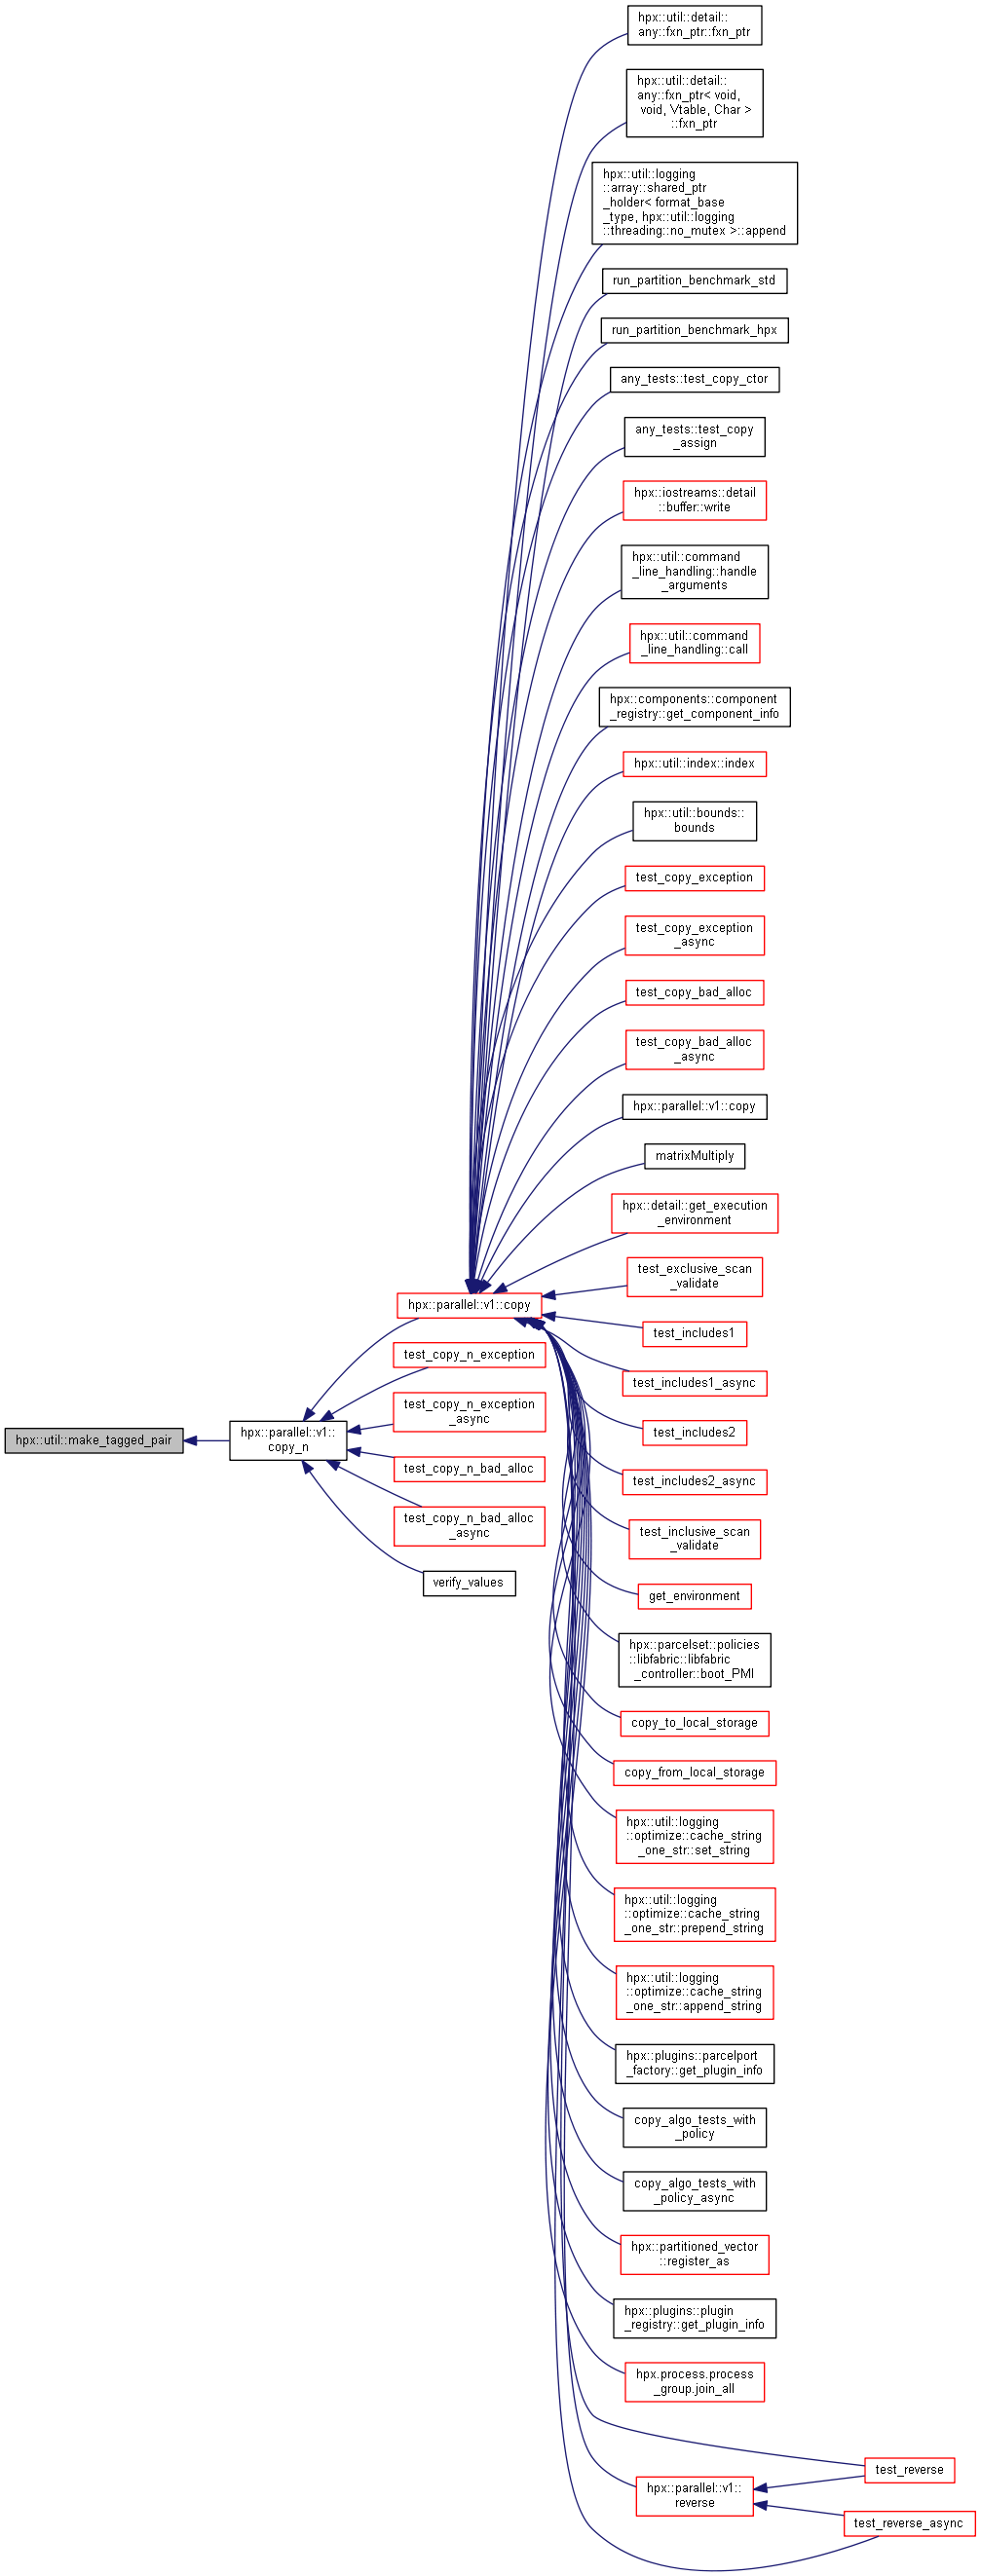 hpx::util::detail::
any::fxn_ptr::fxn_ptr
hpx::util::detail::
any::fxn_ptr< void,
void, Vtable, Char >
::fxn_ptr
hpx::util::logging
::array::shared_ptr
_holder< format_base
_type, hpx::util::logging
::threading::no_mutex >::append
run_partition_benchmark_std
run_partition_benchmark_hpx
any_tests::test_copy_ctor
any_tests::test_copy
_assign
hpx::iostreams::detail
::buffer::write
hpx::util::command
_line_handling::handle
_arguments
hpx::util::command
_line_handling::call
hpx::components::component
_registry::get_component_info
hpx::util::index::index
hpx::util::bounds::
bounds
test_copy_exception
test_copy_exception
_async
test_copy_bad_alloc
test_copy_bad_alloc
_async
hpx::parallel::v1::copy
matrixMultiply
hpx::detail::get_execution
_environment
test_exclusive_scan
_validate
hpx::parallel::v1::copy
test_includes1
test_copy_n_exception
test_includes1_async
test_copy_n_exception
_async
test_includes2
hpx::util::make_tagged_pair
hpx::parallel::v1::
copy_n
test_copy_n_bad_alloc
test_includes2_async
test_copy_n_bad_alloc
_async
test_inclusive_scan
_validate
verify_values
get_environment
hpx::parcelset::policies
::libfabric::libfabric
_controller::boot_PMI
copy_to_local_storage
copy_from_local_storage
hpx::util::logging
::optimize::cache_string
_one_str::set_string
hpx::util::logging
::optimize::cache_string
_one_str::prepend_string
hpx::util::logging
::optimize::cache_string
_one_str::append_string
hpx::plugins::parcelport
_factory::get_plugin_info
copy_algo_tests_with
_policy
copy_algo_tests_with
_policy_async
hpx::partitioned_vector
::register_as
hpx::plugins::plugin
_registry::get_plugin_info
hpx.process.process
_group.join_all
test_reverse
hpx::parallel::v1::
reverse
test_reverse_async